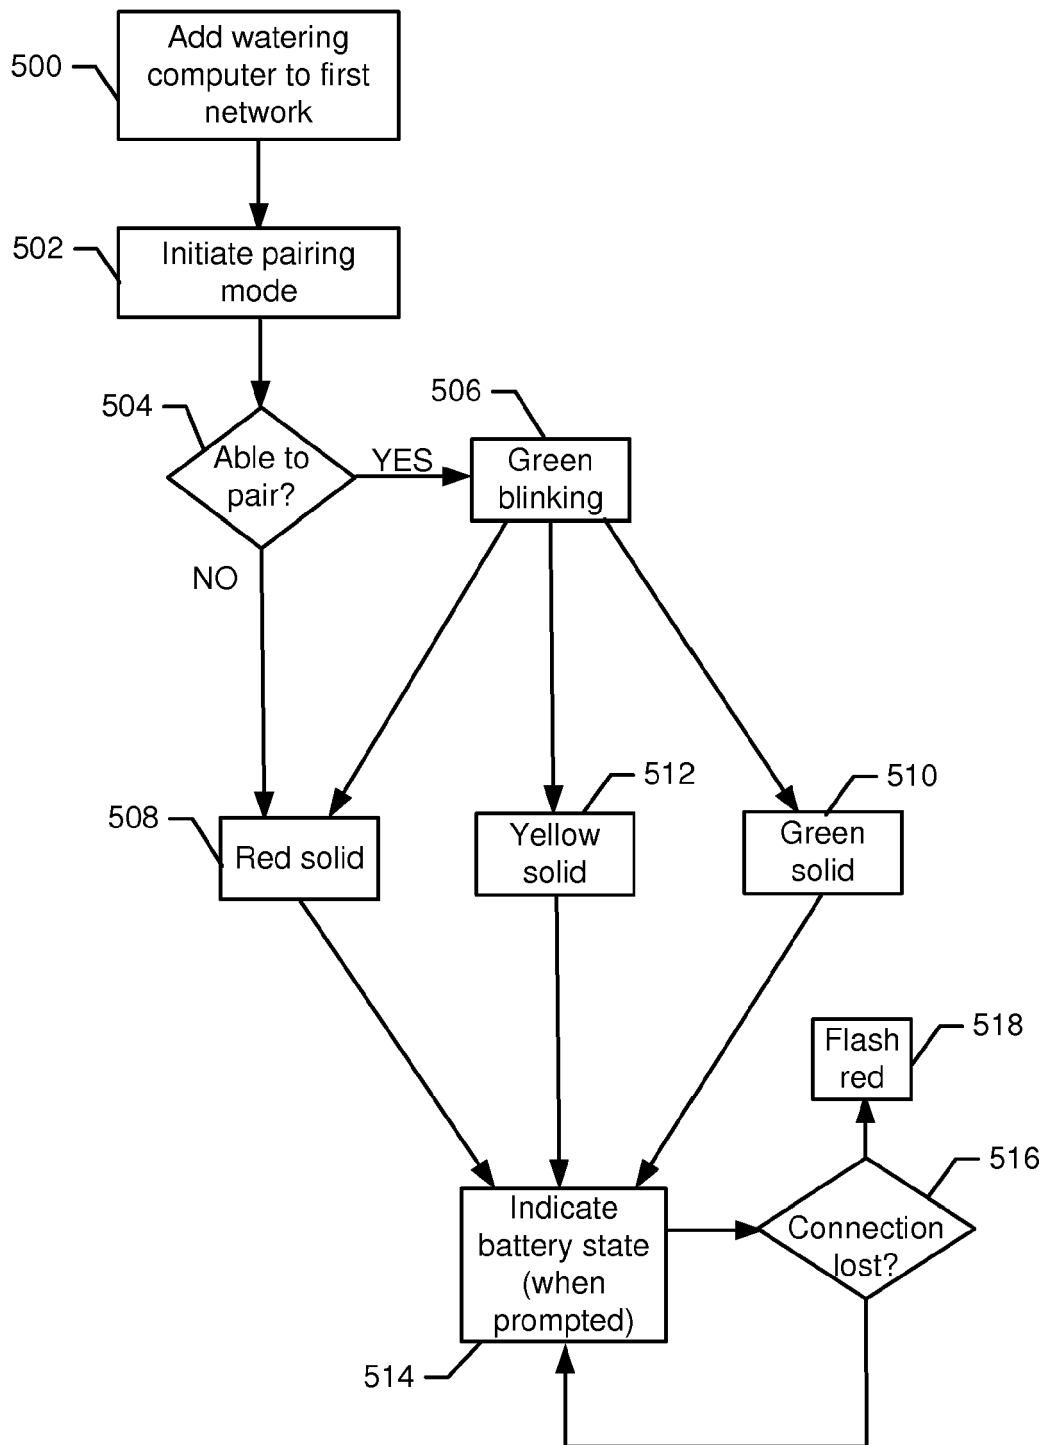 500
Add watering
computer to first
network
502
Initiate pairing
mode
504
Able to
pair?
YES
NO
506
Green
blinking
508
Red solid
512
Yellow
solid
510
Green
solid
518
Flash
red
516
Connection
lost?
Indicate
battery state
(when
prompted)
514